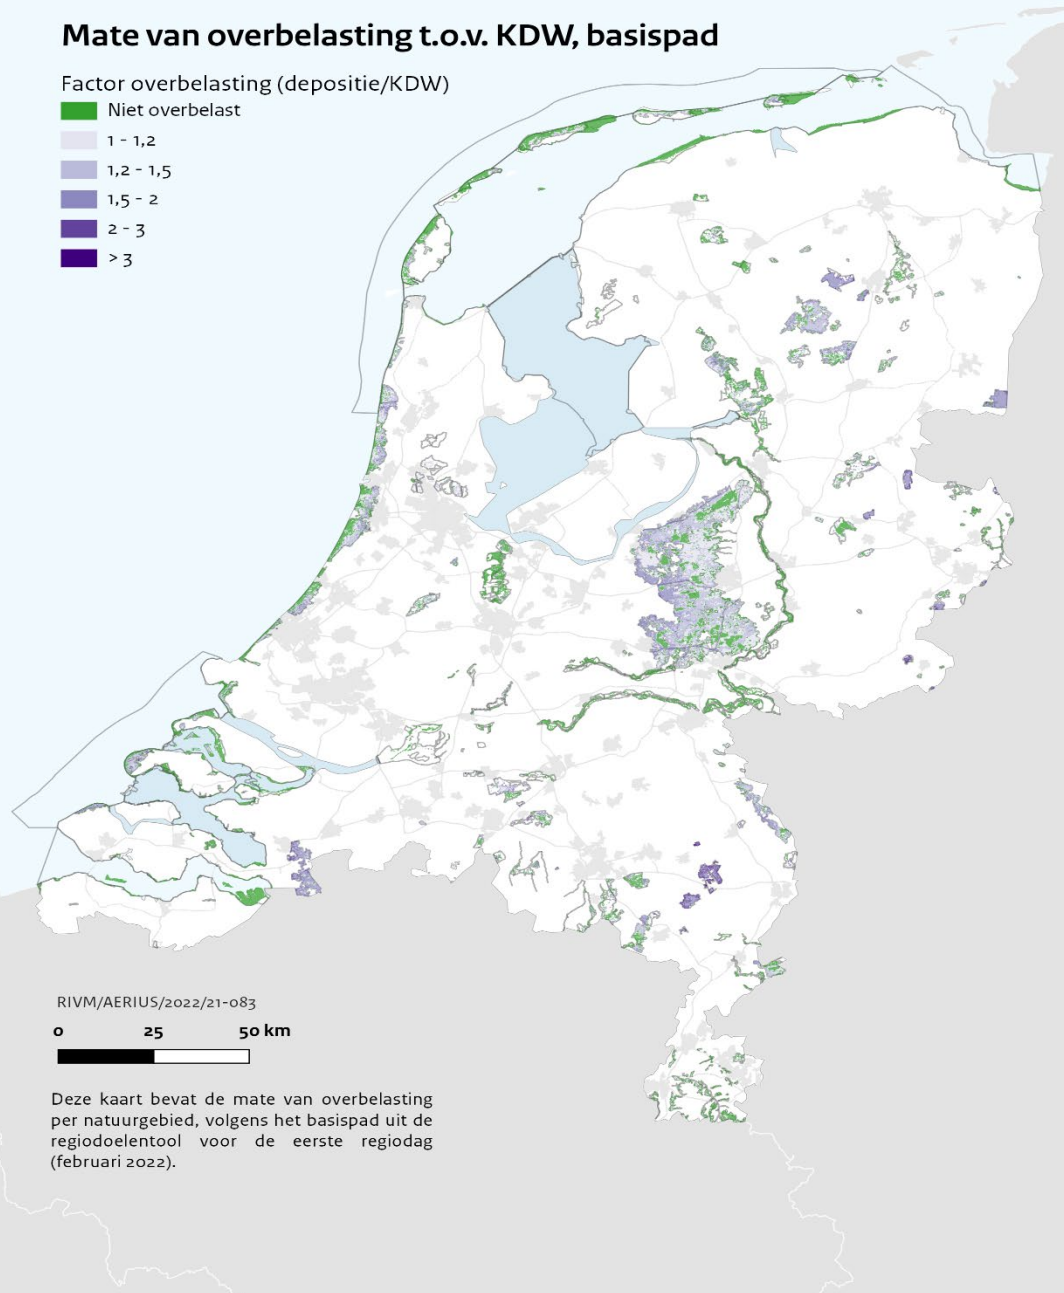 Mate van overbelasting t.o.v. KDW, basispad
Factor overbelasting (depositie/KDW)
Niet overbelast
1 - 1,2
1,2 - 1,5
1,5 - 2
2 - 3
> 3
RIVM/AERIUS/2022/21-083
0 25 50 km
Deze kaart bevat de mate van overbelasting
per natuurgebied, volgens het basispad uit de
regiodoelentool voor de eerste regiodag
(februari 2022).